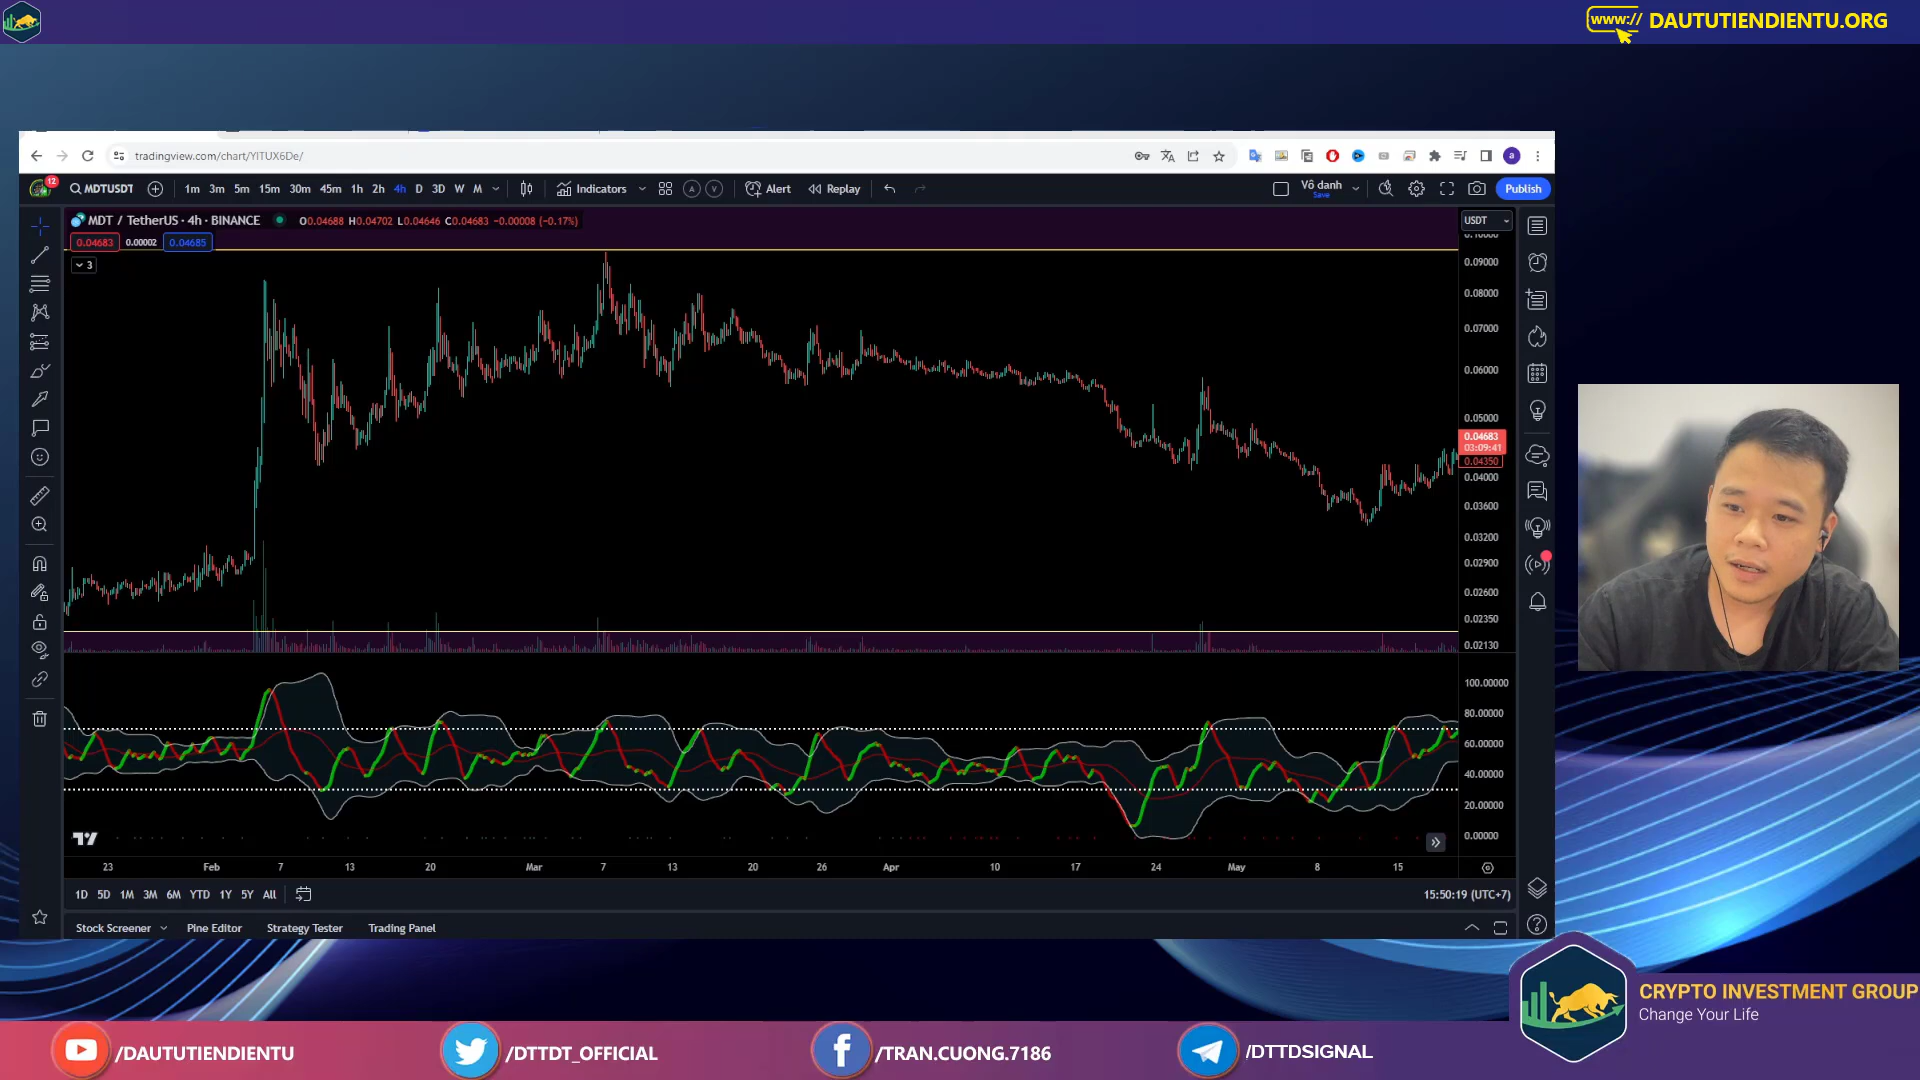 www:// DAUTUTIENDIENTU.ORG
tradingview.com/chart/YITUX6De/
a
12
MDTUSDT 1m 3m 5m 15m 30m 45m 1h 2h 4h D 3D W M Indicators A V Alert Replay Vô danh Publish
Save
MDT / TetherUS · 4h · BINANCE O0.04688 H0.04702 L0.04646 C0.04683 −0.00008 (−0.17%) USDT
0.04683 0.00002 0.04685
3
0.09000
0.08000
0.07000
0.06000
0.05000
0.04683
03:09:41
0.04350
0.04000
0.03600
0.03200
0.02900
0.02600
0.02350
0.02130
100.00000
80.00000
60.00000
40.00000
20.00000
0.00000
23 Feb 7 13 20 Mar 7 13 20 26 Apr 10 17 24 May 8 15
1D 5D 1M 3M 6M YTD 1Y 5Y All 15:50:19 (UTC+7)
Stock Screener Pine Editor Strategy Tester Trading Panel
CRYPTO INVESTMENT GROUP
Change Your Life
/DAUTUTIENDIENTU /DTTDT_OFFICIAL /TRAN.CUONG.7186 /DTTDSIGNAL